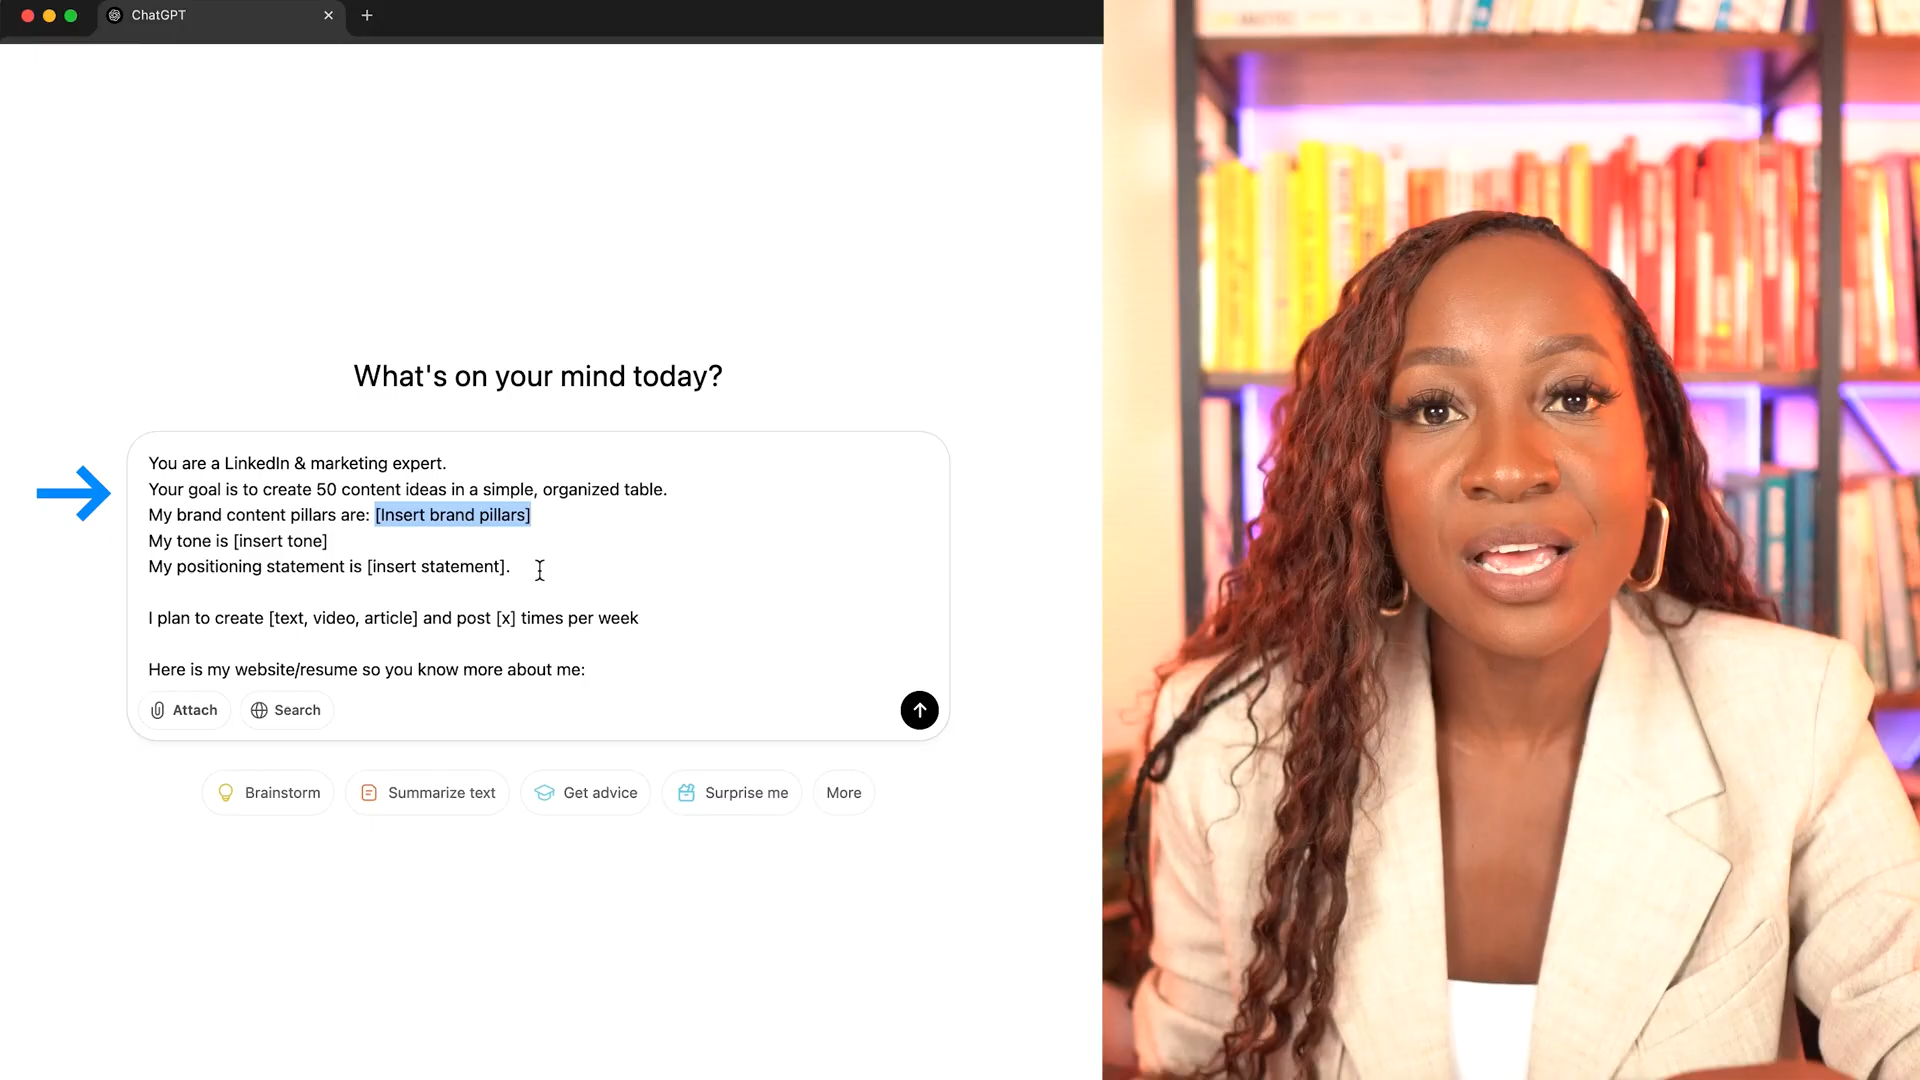 ChatGPT
What's on your mind today?
You are a LinkedIn & marketing expert.
Your goal is to create 50 content ideas in a simple, organized table.
My brand content pillars are: [Insert brand pillars]
My tone is [insert tone]
My positioning statement is [insert statement].
I plan to create [text, video, article] and post [x] times per week
Here is my website/resume so you know more about me:
Attach
Search
Brainstorm
Summarize text
Get advice
Surprise me
More